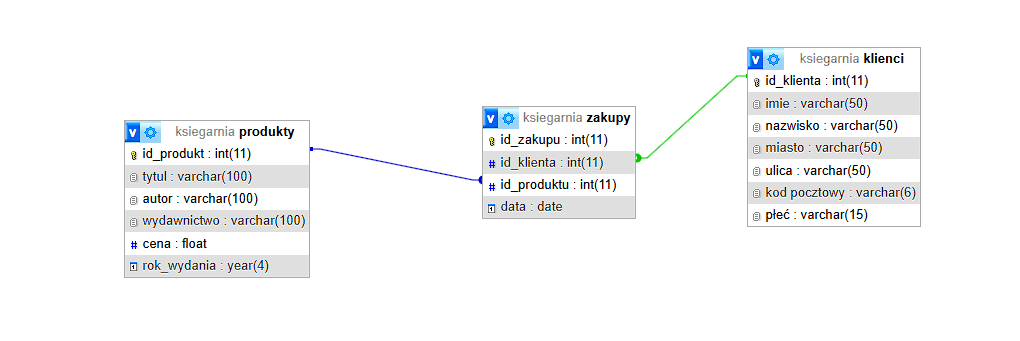 v ksiegarnia produkty
id_produkt : int(11)
tytul : varchar(100)
autor : varchar(100)
wydawnictwo : varchar(100)
# cena : float
rok_wydania : year(4)
v ksiegarnia zakupy
id_zakupu : int(11)
# id_klienta : int(11)
# id_produktu : int(11)
data : date
v ksiegarnia klienci
id_klienta : int(11)
imie : varchar(50)
nazwisko : varchar(50)
miasto : varchar(50)
ulica : varchar(50)
kod pocztowy : varchar(6)
płeć : varchar(15)